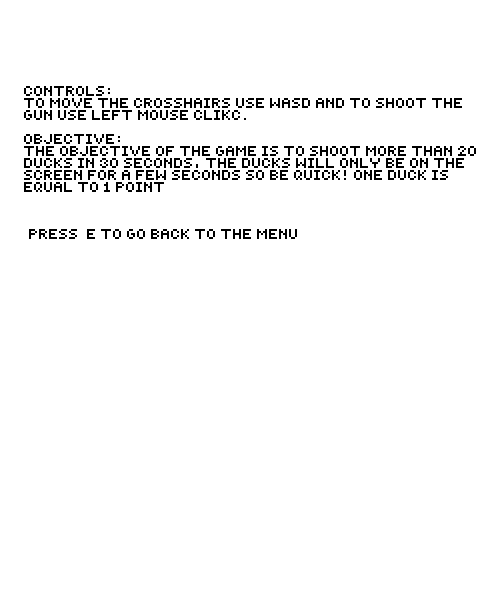 CONTROLS:
TO MOVE THE CROSSHAIRS USE WASD AND TO SHOOT THE
GUN USE LEFT MOUSE CLIKC.
OBJECTIVE:
THE OBJECTIVE OF THE GAME IS TO SHOOT MORE THAN 20
DUCKS IN 30 SECONDS. THE DUCKS WILL ONLY BE ON THE
SCREEN FOR A FEW SECONDS SO BE QUICK! ONE DUCK IS
EQUAL TO 1 POINT
PRESS E TO GO BACK TO THE MENU